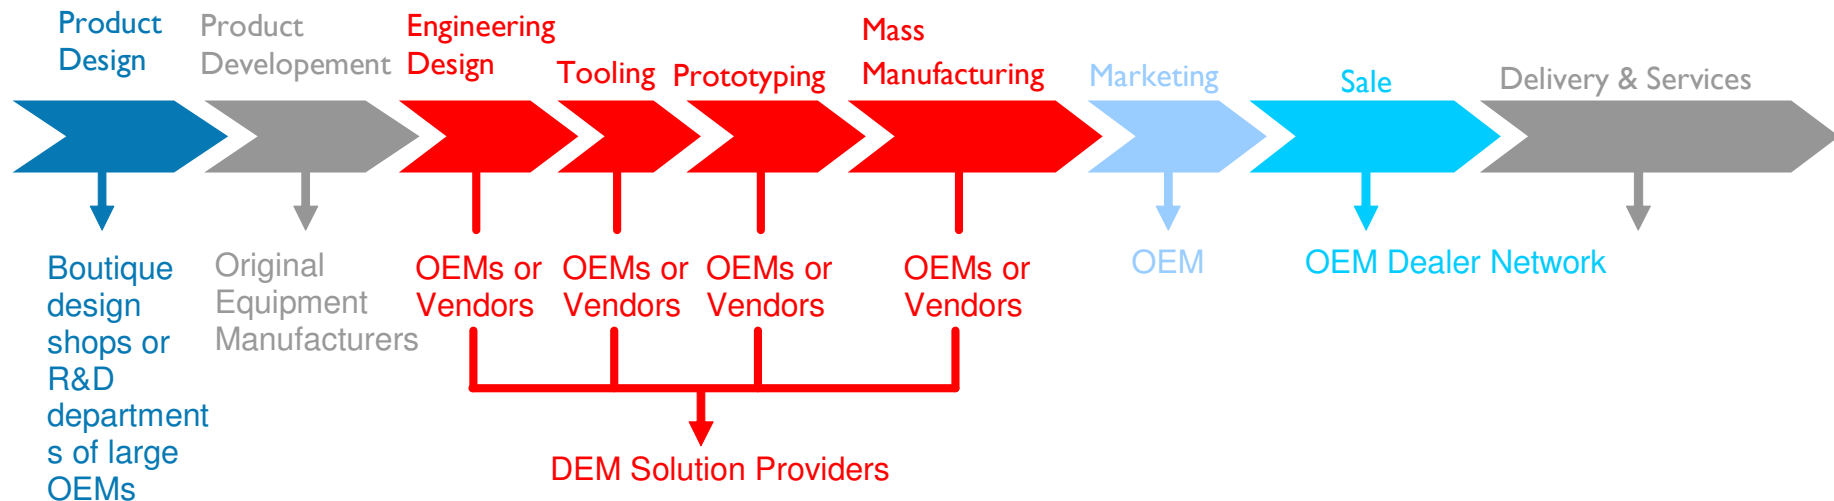 Product
Design
Product
Developement
Engineering
Design
Tooling
Prototyping
Mass
Manufacturing
Marketing
Sale
Delivery & Services
Boutique
design
shops or
R&D
department
s of large
OEMs
Original
Equipment
Manufacturers
OEMs or
Vendors
OEMs or
Vendors
OEMs or
Vendors
OEMs or
Vendors
OEM
OEM Dealer Network
DEM Solution Providers